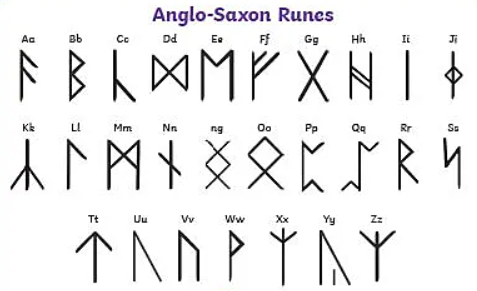 Anglo-Saxon Runes
Aa Bb Cc Dd Ee Ff Gg Hh Ii Jj
ᚪ ᛒ ᚳ ᛞ ᛖ ᚠ ᚷ ᚻ ᛁ ᛄ
Kk Ll Mm Nn ng Oo Pp Qq Rr Ss
ᛣ ᛚ ᛗ ᚾ ᛝ ᛟ ᛈ ᛢ ᚱ ᛋ
Tt Uu Vv Ww Xx Yy Zz
ᛏ ᚢ ᚢ ᚹ ᛉ ᚣ ᛉ